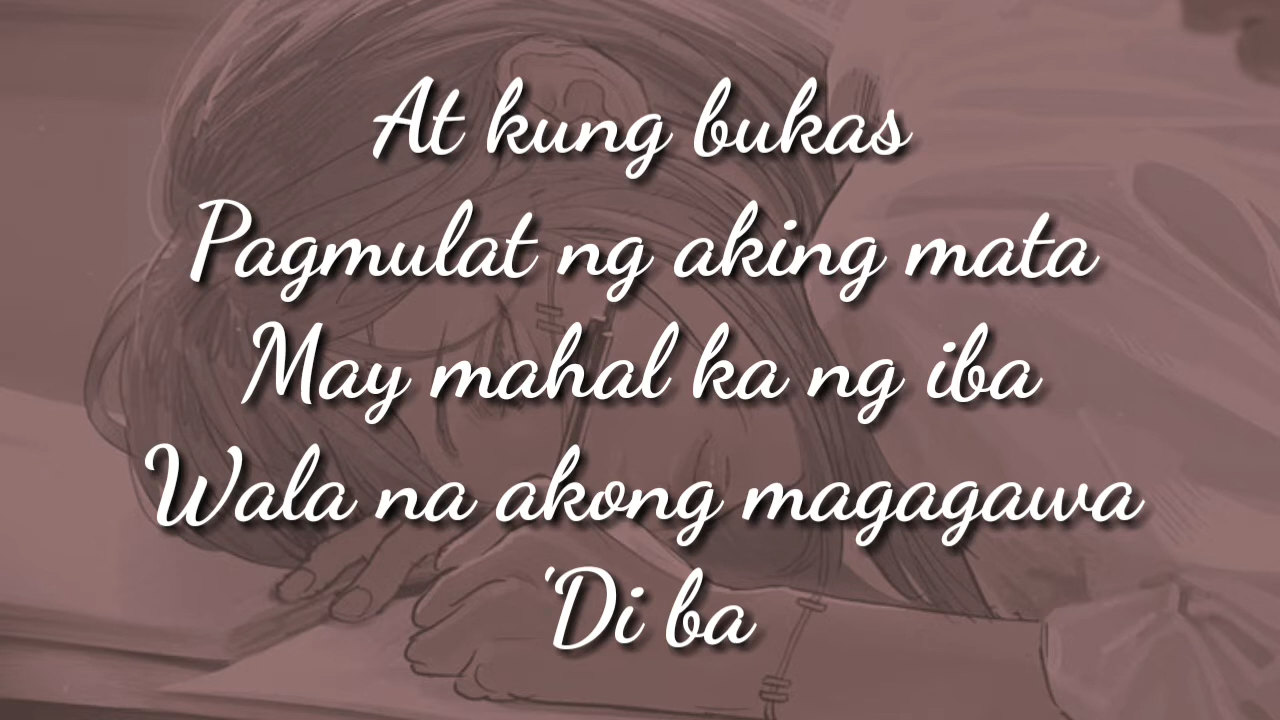 At kung bukas
Pagmulat ng aking mata
May mahal ka ng iba
Wala na akong magagawa
'Di ba